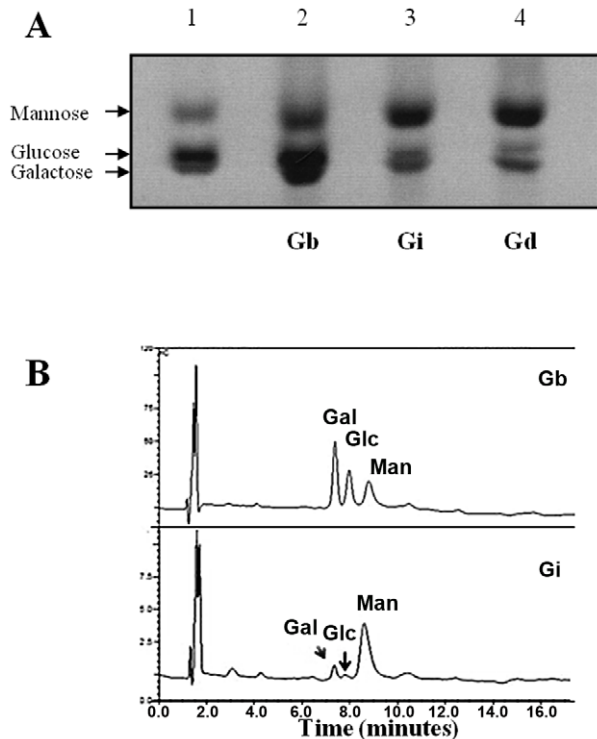 A
1 2 3 4
Mannose
Glucose
Galactose
Gb Gi Gd
B
Gb
75
50
25
Gal
Glc
Man
Gi
7.5
5.0
2.5
0.0
Gal
Glc
Man
0.0 2.0 4.0 6.0 8.0 10.0 12.0 14.0 16.0
Time (minutes)